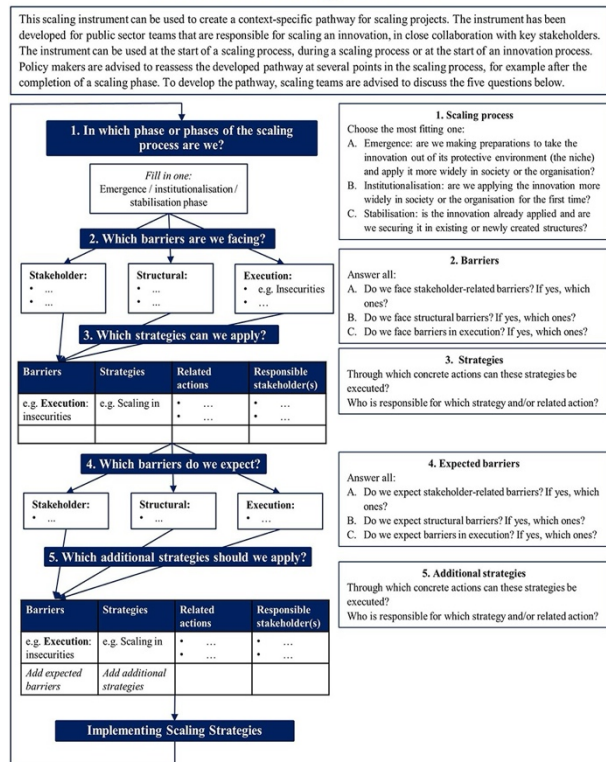 This scaling instrument can be used to create a context-specific pathway for scaling projects. The instrument has been
developed for public sector teams that are responsible for scaling an innovation, in close collaboration with key stakeholders.
The instrument can be used at the start of a scaling process, during a scaling process or at the start of an innovation process.
Policy makers are advised to reassess the developed pathway at several points in the scaling process, for example after the
completion of a scaling phase. To develop the pathway, scaling teams are advised to discuss the five questions below.
1. In which phase or phases of the scaling
process are we?
Fill in one:
Emergence / institutionalisation /
stabilisation phase
2. Which barriers are we facing?
Stakeholder:
• ...
• ...
Structural:
• ...
• ...
Execution:
• e.g. Insecurities
• ...
3. Which strategies can we apply?
Barriers Strategies Related actions Responsible stakeholder(s)
e.g. Execution: insecurities e.g. Scaling in • ... • ...
• ... • ...
4. Which barriers do we expect?
Stakeholder:
• ...
Structural:
• ...
Execution:
• ...
5. Which additional strategies should we apply?
Barriers Strategies Related actions Responsible stakeholder(s)
e.g. Execution: insecurities e.g. Scaling in • ... • ...
• ... • ...
Add expected barriers Add additional strategies
Implementing Scaling Strategies
1. Scaling process
Choose the most fitting one:
A. Emergence: are we making preparations to take the
innovation out of its protective environment (the niche)
and apply it more widely in society or the organisation?
B. Institutionalisation: are we applying the innovation more
widely in society or the organisation for the first time?
C. Stabilisation: is the innovation already applied and are
we securing it in existing or newly created structures?
2. Barriers
Answer all:
A. Do we face stakeholder-related barriers? If yes, which
ones?
B. Do we face structural barriers? If yes, which ones?
C. Do we face barriers in execution? If yes, which ones?
3. Strategies
Through which concrete actions can these strategies be
executed?
Who is responsible for which strategy and/or related action?
4. Expected barriers
Answer all:
A. Do we expect stakeholder-related barriers? If yes, which
ones?
B. Do we expect structural barriers? If yes, which ones?
C. Do we expect barriers in execution? If yes, which ones?
5. Additional strategies
Through which concrete actions can these strategies be
executed?
Who is responsible for which strategy and/or related action?